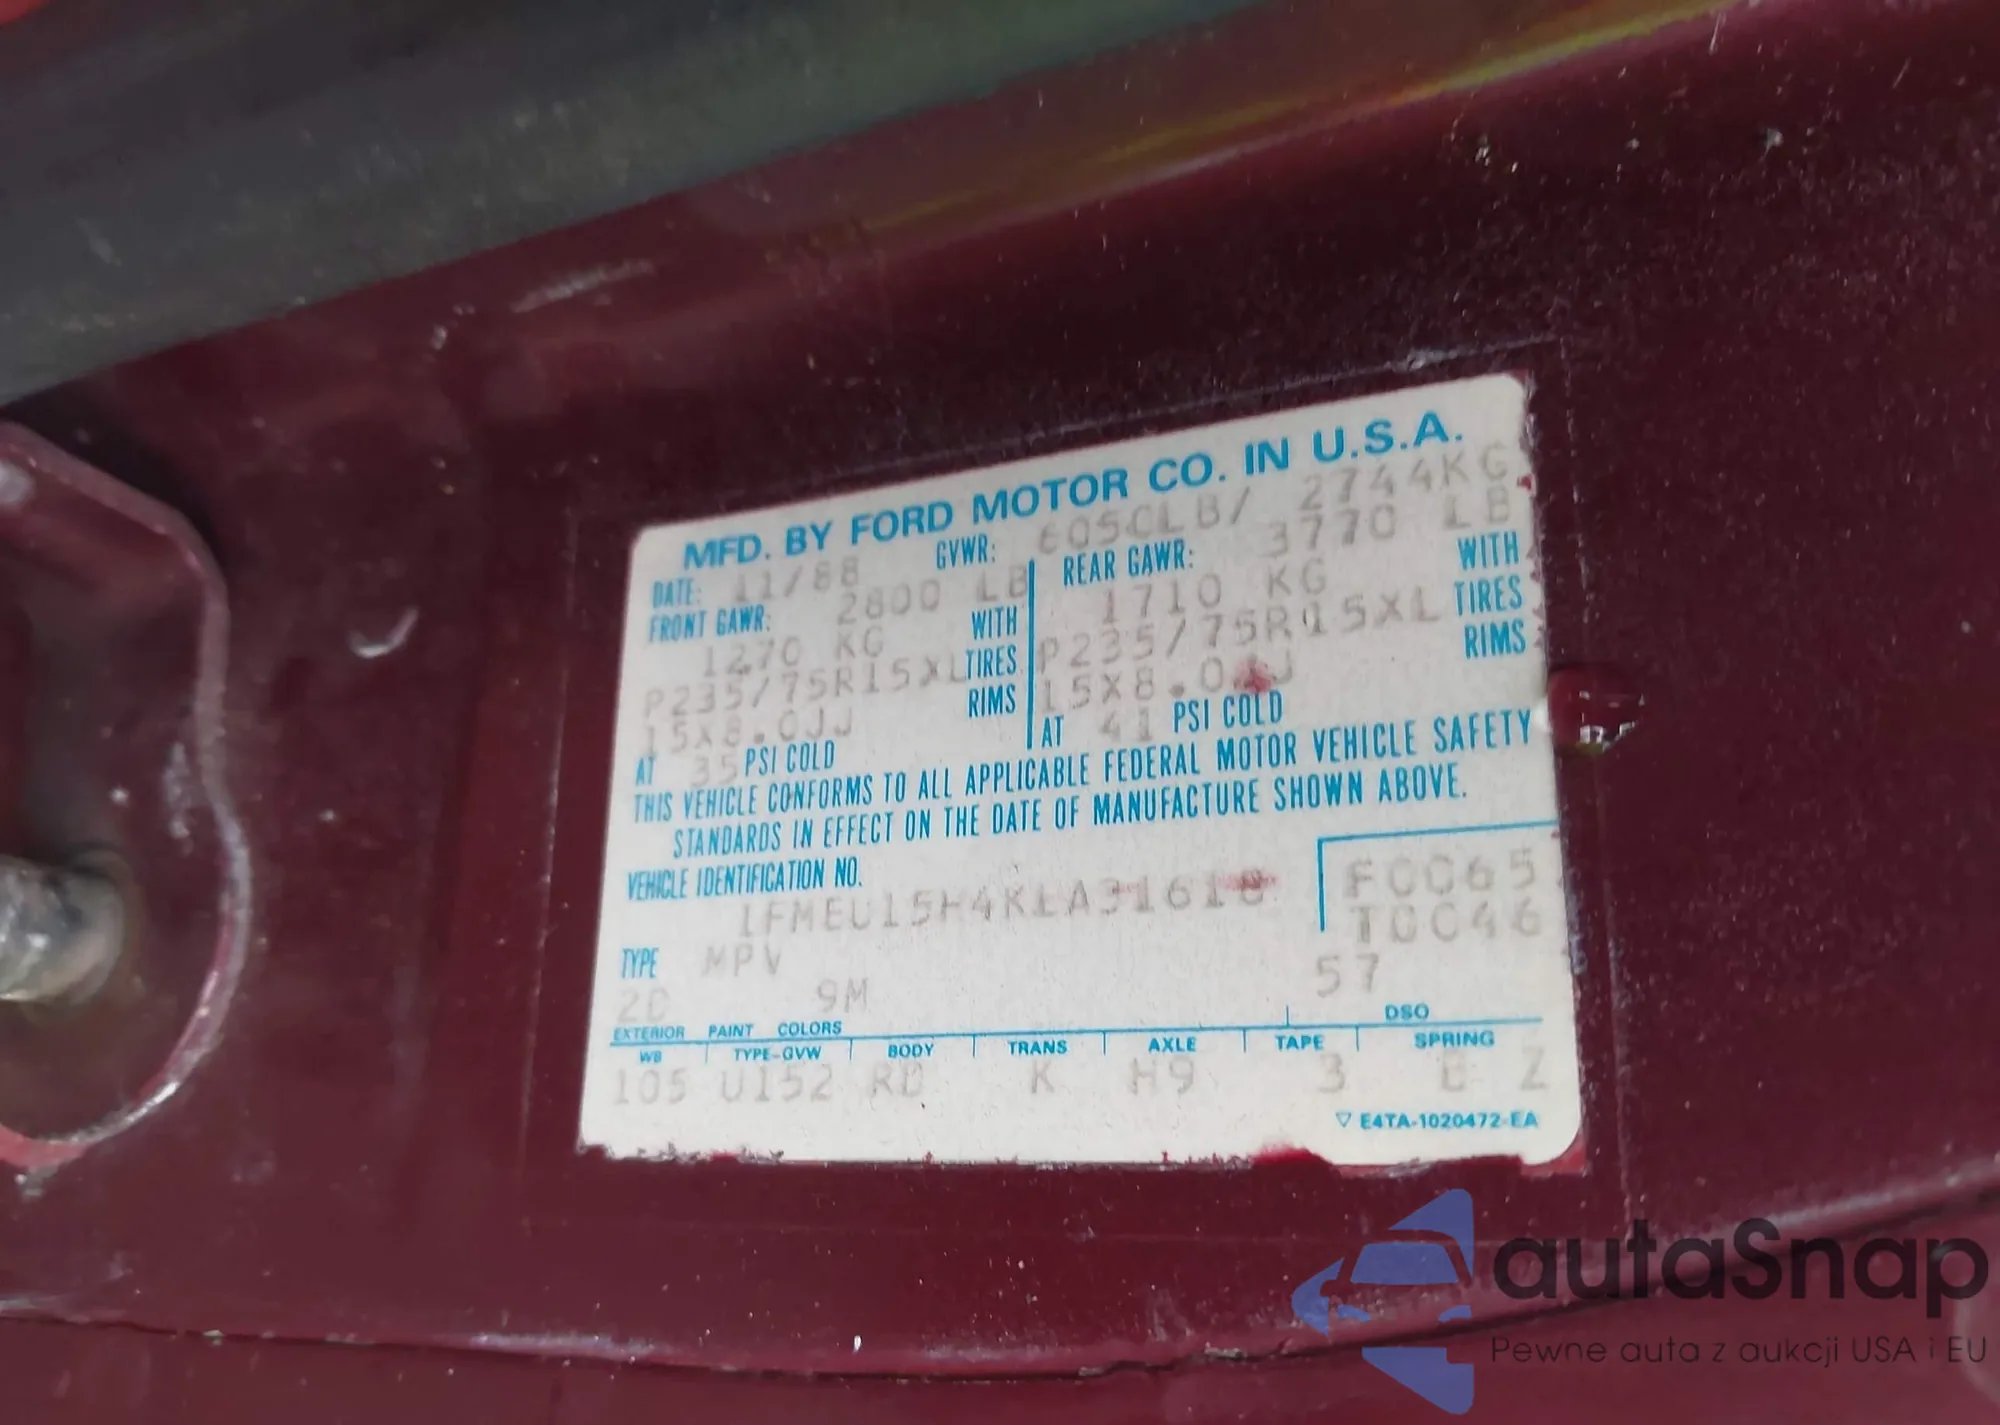 MFD. BY FORD MOTOR CO. IN U.S.A.
DATE: 11/88 GVWR: 6050LB/ 2744KG
FRONT GAWR: 2800 LB REAR GAWR: 3770 LB
1270 KG WITH 1710 KG WITH
P235/75R15XL TIRES P235/75R15XL TIRES
15X8.0JJ RIMS 15X8.0JJ RIMS
AT 35 PSI COLD AT 41 PSI COLD
THIS VEHICLE CONFORMS TO ALL APPLICABLE FEDERAL MOTOR VEHICLE SAFETY
STANDARDS IN EFFECT ON THE DATE OF MANUFACTURE SHOWN ABOVE.
VEHICLE IDENTIFICATION NO.
1FMEU15H4KLA31618
F0065
T0046
TYPE MPV
57
9M
EXTERIOR PAINT COLORS DSO
WB TYPE-GVW BODY TRANS AXLE TAPE SPRING
105 U152 K H9 3 Z
▽ E4TA-1020472-EA
autaSnap
Pewne auta z aukcji USA i EU